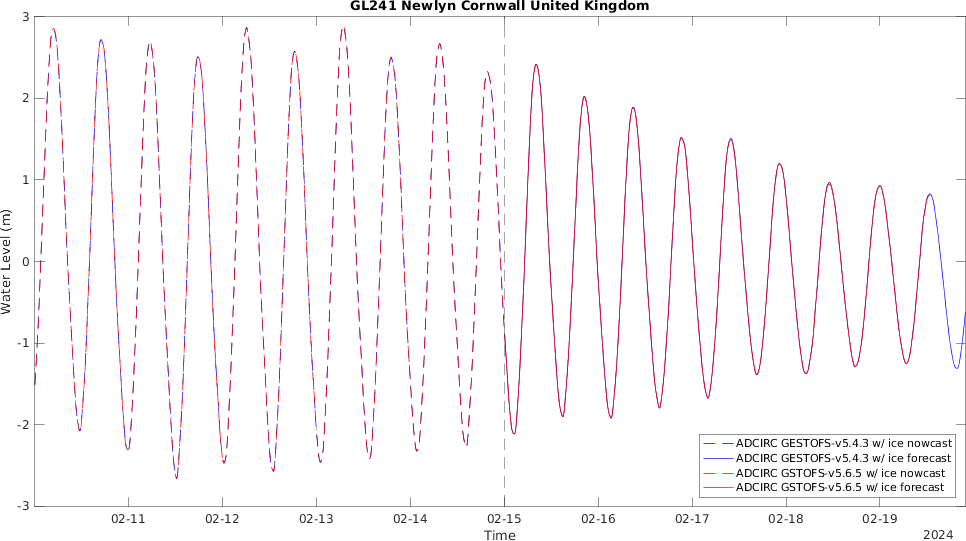 GL241 Newlyn Cornwall United Kingdom
3
2
1
0
-1
-2
-3
Water Level (m)
02-11 02-12 02-13 02-14 02-15 02-16 02-17 02-18 02-19
Time
2024
ADCIRC GESTOFS-v5.4.3 w/ ice nowcast
ADCIRC GESTOFS-v5.4.3 w/ ice forecast
ADCIRC GSTOFS-v5.6.5 w/ ice nowcast
ADCIRC GSTOFS-v5.6.5 w/ ice forecast